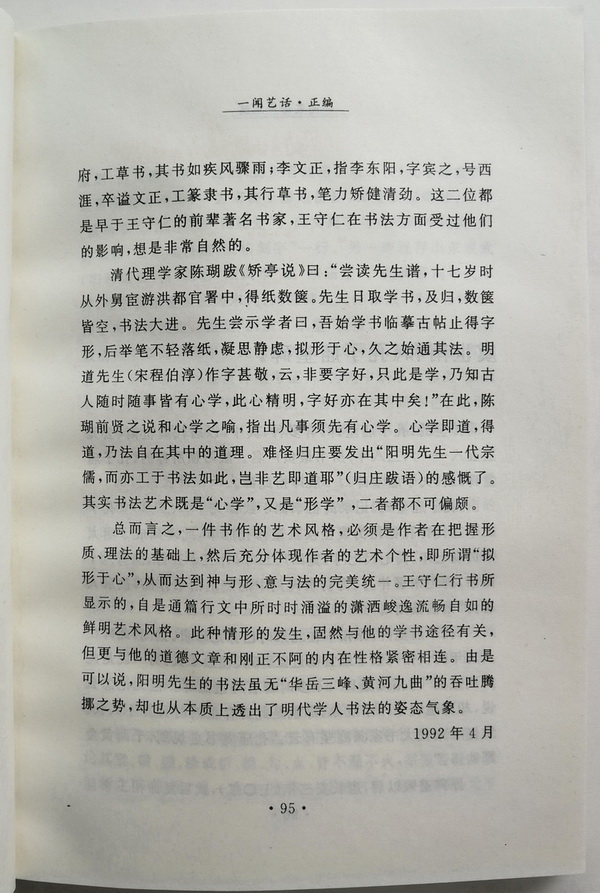 一闻艺话·正编
府，工草书，其书如疾风骤雨；李文正，指李东阳，字宾之，号西
涯，卒谥文正，工篆隶书，其行草书，笔力矫健清劲。这二位都
是早于王守仁的前辈著名书家，王守仁在书法方面受过他们
的影响，想是非常自然的。
清代理学家陈瑚跋《矫亭说》曰：“尝读先生谱，十七岁时
从外舅宦游洪都官署中，得纸数箧。先生日取学书，及归，数箧
皆空，书法大进。先生尝示学者曰，吾始学书临摹古帖止得字
形，后举笔不轻落纸，凝思静虑，拟形于心，久之始通其法。明
道先生（宋程伯淳）作字甚敬，云，非要字好，只此是学，乃知古
人随时随事皆有心学，此心精明，字好亦在其中矣！”在此，陈
瑚前贤之说和心学之喻，指出凡事须先有心学。心学即道，得
道，乃法自在其中的道理。难怪归庄要发出“阳明先生一代宗
儒，而亦工于书法如此，岂非艺即道耶”（归庄跋语）的感慨了。
其实书法艺术既是“心学”，又是“形学”，二者都不可偏颇。
总而言之，一件书作的艺术风格，必须是作者在把握形
质、理法的基础上，然后充分体现作者的艺术个性，即所谓“拟
形于心”，从而达到神与形、意与法的完美统一。王守仁行书所
显示的，自是通篇行文中所时时涌溢的潇洒峻逸流畅自如的
鲜明艺术风格。此种情形的发生，固然与他的学书途径有关，
但更与他的道德文章和刚正不阿的内在性格紧密相连。由是
可以说，阳明先生的书法虽无“华岳三峰、黄河九曲”的吞吐腾
挪之势，却也从本质上透出了明代学人书法的姿态气象。
1992年4月
·95·